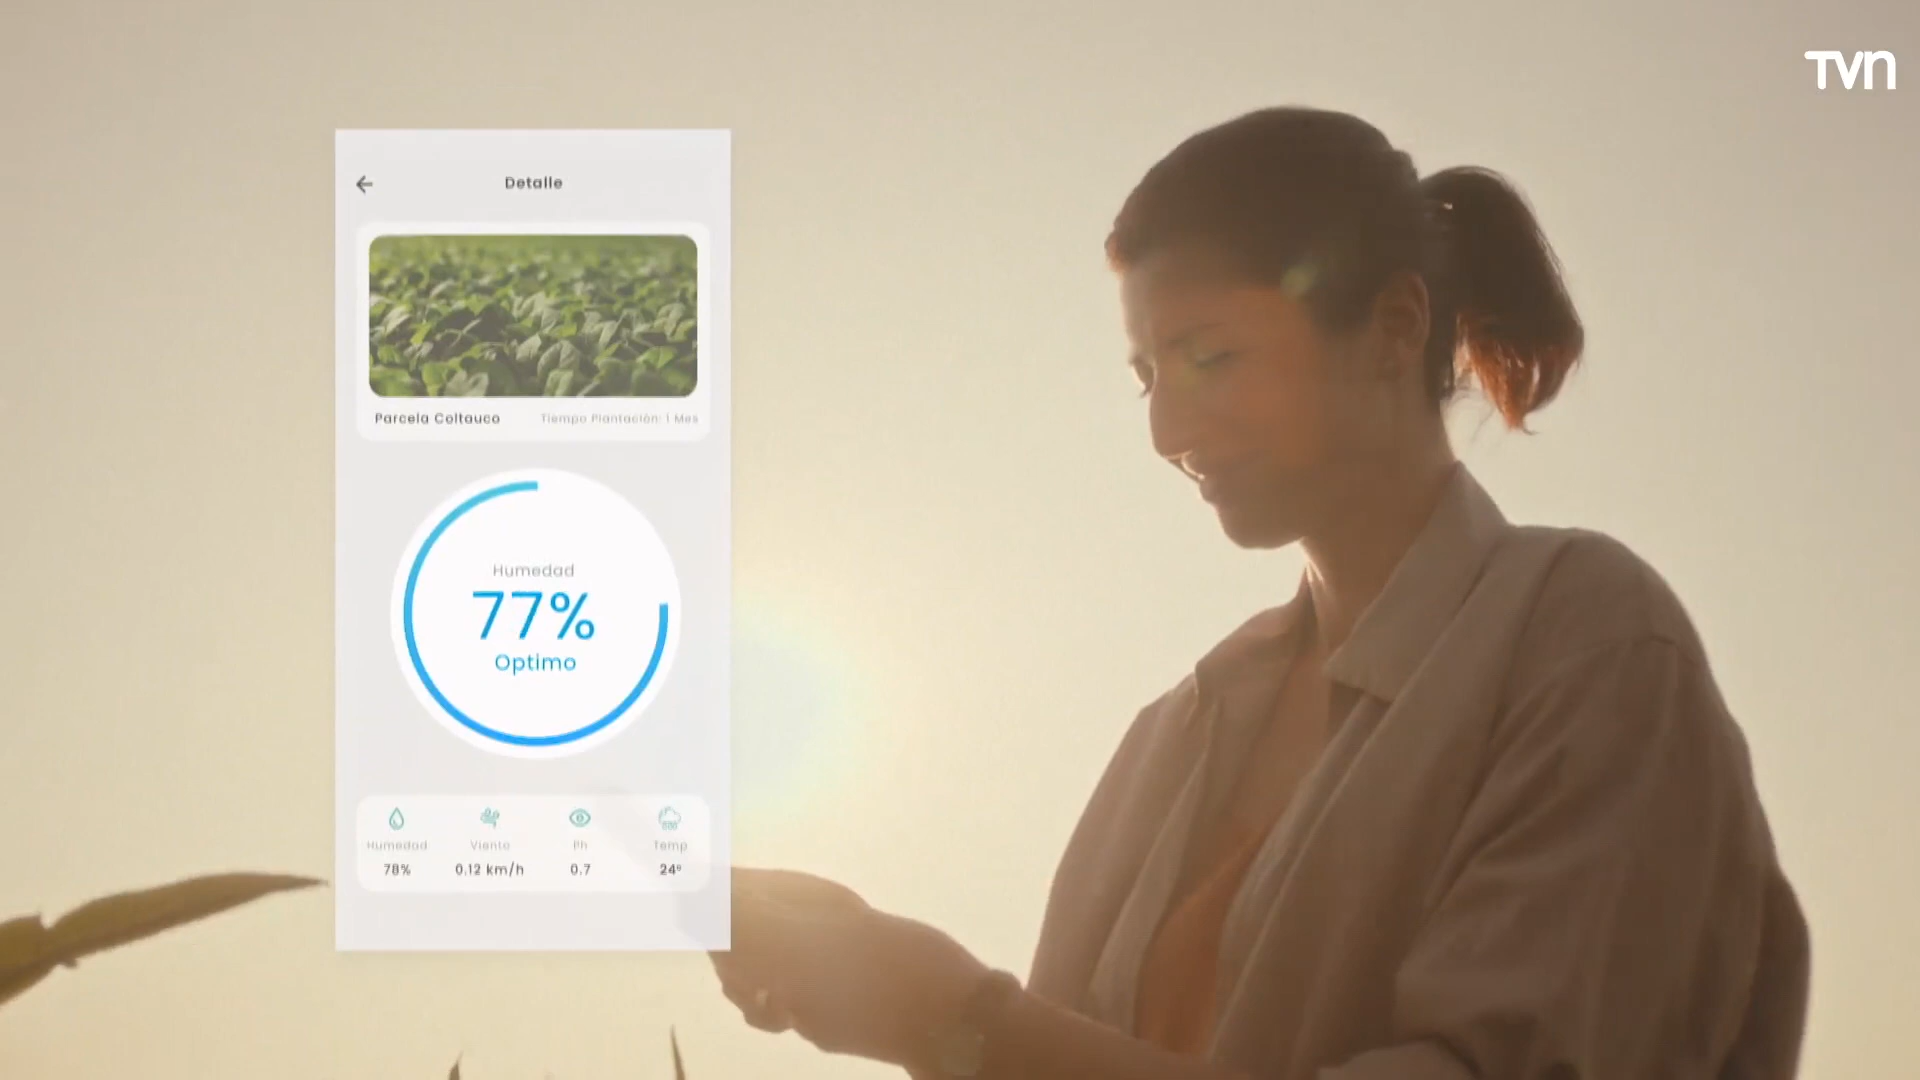 TVN
Detalle
Parcela Coltauco
Tiempo Plantación: 1 Mes
Humedad
77%
Optimo
Humedad
Viento
Ph
Temp
78%
0.12 km/h
0.7
24°